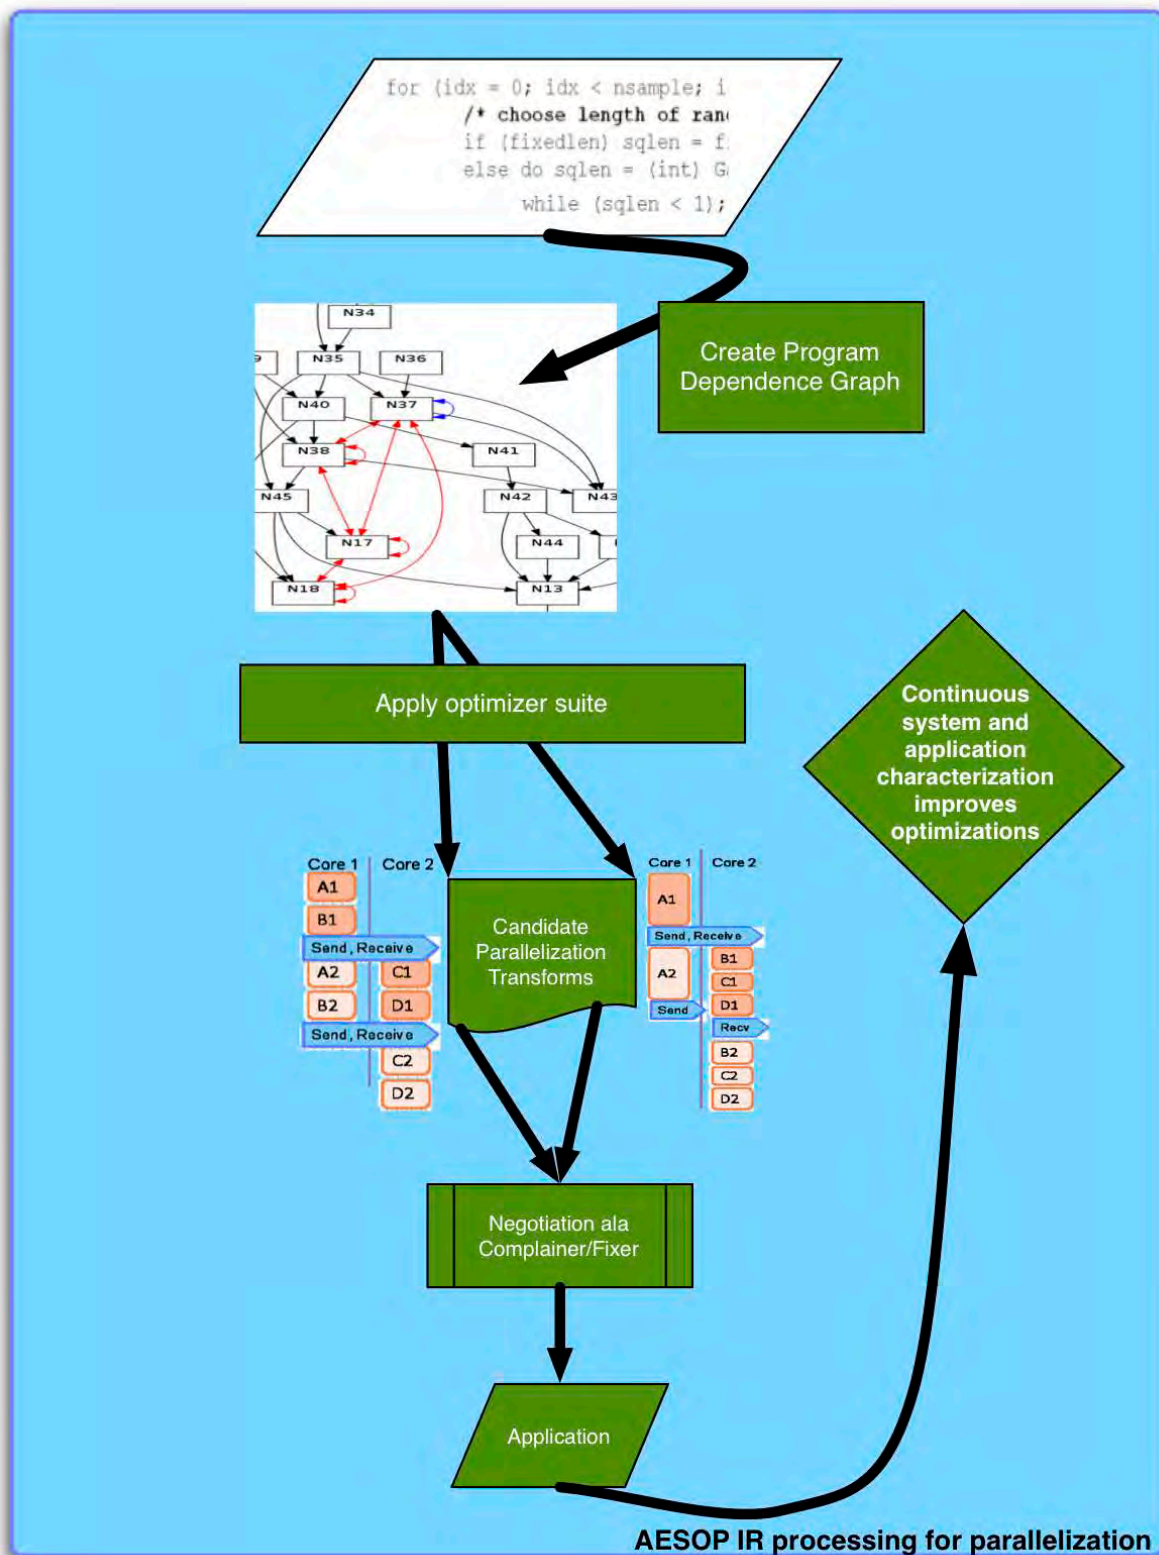 for (idx = 0; idx < nsample; i
/* choose length of ran
if (fixedlen) sqlen = f
else do sqlen = (int) G
while (sqlen < 1);
Create Program
Dependence Graph
N34
N35
N36
N40
N37
N38
N41
N45
N42
N43
N17
N44
N18
N13
Apply optimizer suite
Continuous
system and
application
characterization
improves
optimizations
Core 1 Core 2
A1
B1
Send, Receive
A2 C1
B2 D1
Send, Receive
C2
D2
Candidate
Parallelization
Transforms
Core 1 Core 2
A1
Send, Receive
B1
A2
C1
D1
Send
Recv
B2
C2
D2
Negotiation ala
Complainer/Fixer
Application
AESOP IR processing for parallelization